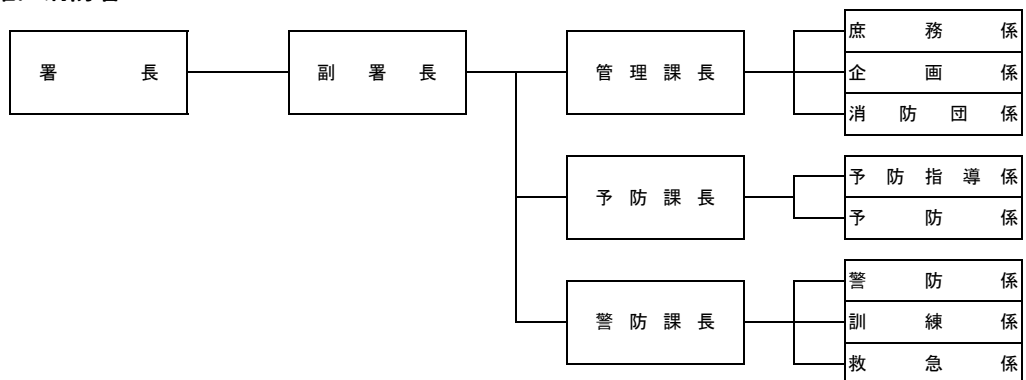 署長
副署長
管理課長
庶務係
企画係
消防団係
予防課長
予防指導係
予防係
警防課長
警防係
訓練係
救急係